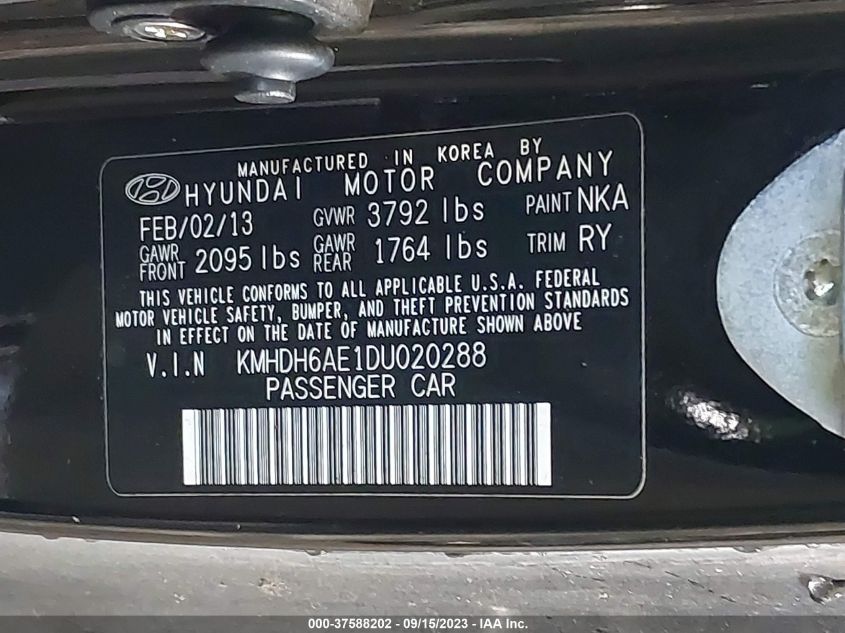 MANUFACTURED IN KOREA BY
HYUNDAI MOTOR COMPANY
FEB/02/13 GVWR 3792 lbs PAINT NKA
GAWR FRONT 2095 lbs GAWR REAR 1764 lbs TRIM RY
THIS VEHICLE CONFORMS TO ALL APPLICABLE U.S.A. FEDERAL
MOTOR VEHICLE SAFETY, BUMPER, AND THEFT PREVENTION STANDARDS
IN EFFECT ON THE DATE OF MANUFACTURE SHOWN ABOVE
V.I.N KMHDH6AE1DU020288
PASSENGER CAR
000-37588202 - 09/15/2023 - © IAA, Inc.